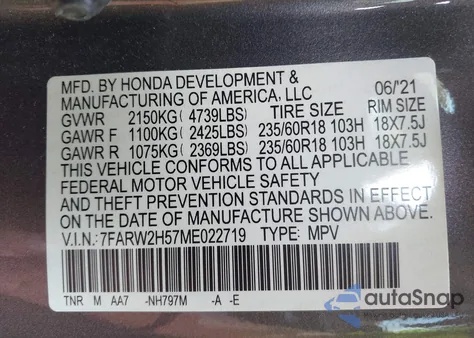 MFD. BY HONDA DEVELOPMENT &
MANUFACTURING OF AMERICA, LLC 06/'21
GVWR 2150KG ( 4739LBS) TIRE SIZE RIM SIZE
GAWR F 1100KG ( 2425LBS) 235/60R18 103H 18X7.5J
GAWR R 1075KG ( 2369LBS) 235/60R18 103H 18X7.5J
THIS VEHICLE CONFORMS TO ALL APPLICABLE
FEDERAL MOTOR VEHICLE SAFETY
AND THEFT PREVENTION STANDARDS IN EFFECT
ON THE DATE OF MANUFACTURE SHOWN ABOVE.
V.I.N.: 7FARW2H57ME022719 TYPE: MPV
TNR M AA7 -NH797M -A -E
autoSnap